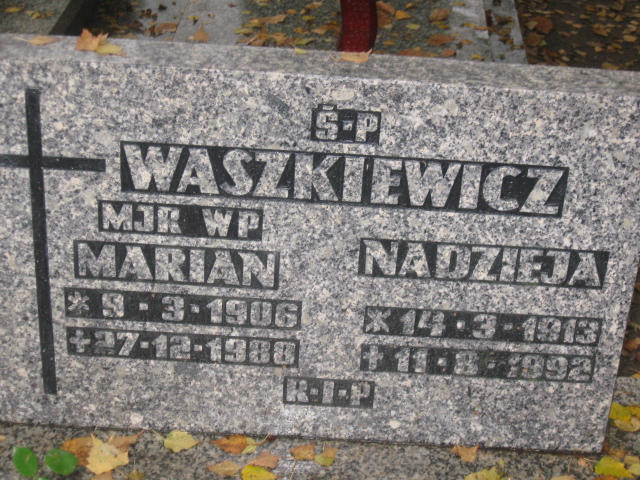 Ś-P
WASZKIEWICZ
MJR WP
MARIAN NADZIEJA
* 9-3-1906 * 14-3-1913
+27-12-1988 + 11-8-1992
R-I-P